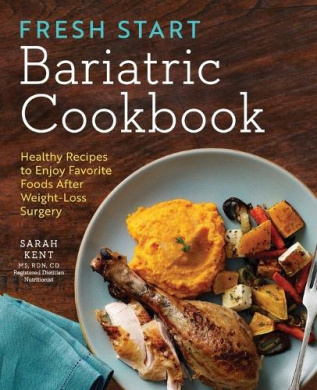 FRESH START
Bariatric
Cookbook
Healthy Recipes
to Enjoy Favorite
Foods After
Weight-Loss
Surgery
SARAH
KENT
MS, RDN, CD
Registered Dietitian
Nutritionist